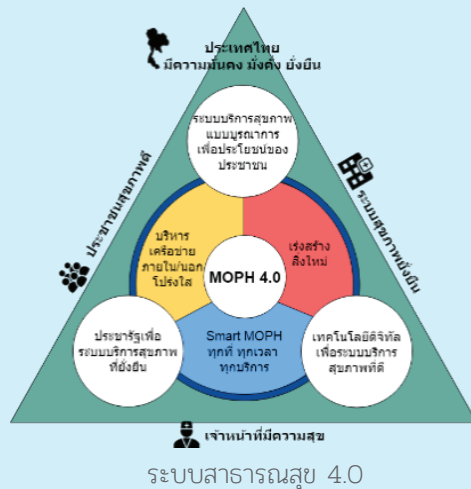 ประเทศไทย
มีความมั่นคง มั่งคั่ง ยั่งยืน
ระบบบริการสุขภาพ
แบบบูรณาการ
เพื่อประโยชน์ของ
ประชาชน
ประชาชนสุขภาพดี
ระบบสุขภาพยั่งยืน
บริหาร
เครือข่าย
ภายใน/นอก
โปร่งใส
เร่งสร้าง
สิ่งใหม่
MOPH 4.0
ประชารัฐเพื่อ
ระบบบริการสุขภาพ
ที่ยั่งยืน
Smart MOPH
ทุกที่ ทุกเวลา
ทุกบริการ
เทคโนโลยีดิจิทัล
เพื่อระบบบริการ
สุขภาพที่ดี
เจ้าหน้าที่มีความสุข
ระบบสาธารณสุข 4.0